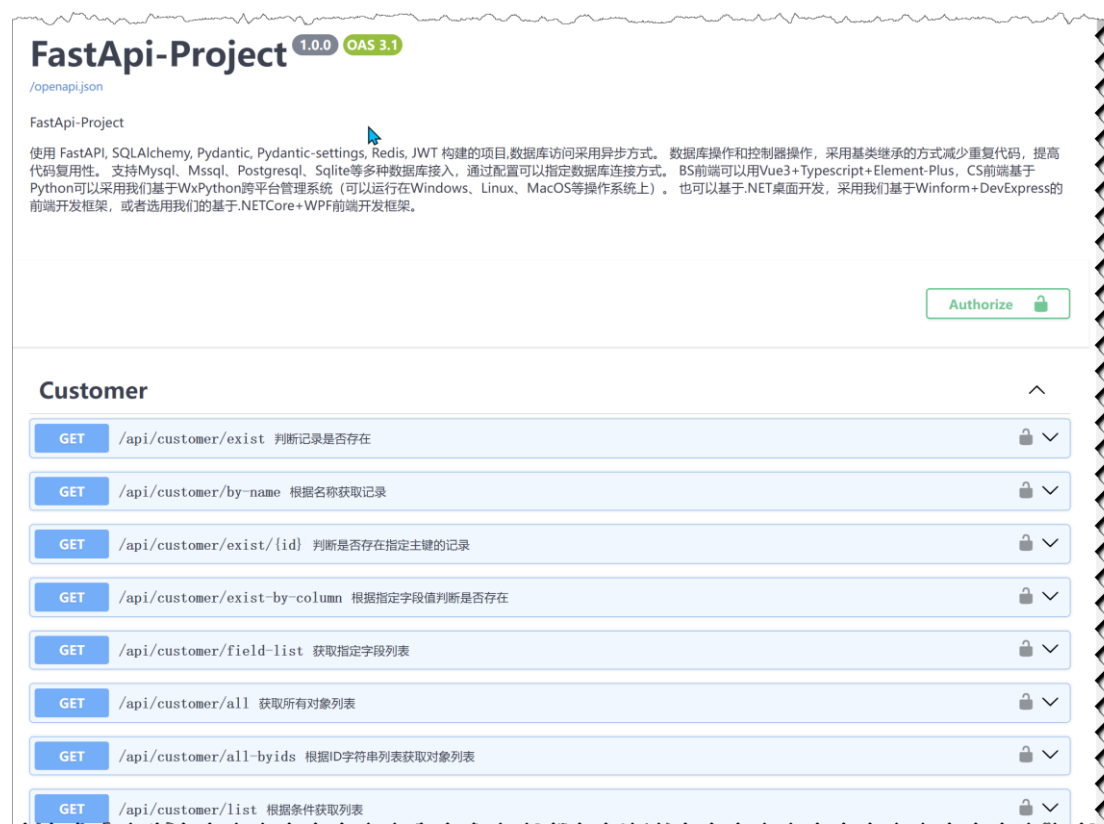 FastApi-Project 1.0.0 OAS 3.1
/openapi.json
FastApi-Project
使用 FastAPI, SQLAlchemy, Pydantic, Pydantic-settings, Redis, JWT 构建的项目,数据库访问采用异步方式。 数据库操作和控制器操作，采用基类继承的方式减少重复代码，提高
代码复用性。 支持Mysql、Mssql、Postgresql、Sqlite等多种数据库接入，通过配置可以指定数据库连接方式。 BS前端可以用Vue3+Typescript+Element-Plus，CS前端基于
Python可以采用我们基于WxPython跨平台管理系统（可以运行在Windows、Linux、MacOS等操作系统上）。 也可以基于.NET桌面开发，采用我们基于Winform+DevExpress的
前端开发框架，或者选用我们的基于.NETCore+WPF前端开发框架。
Authorize
Customer
GET /api/customer/exist 判断记录是否存在
GET /api/customer/by-name 根据名称获取记录
GET /api/customer/exist/{id} 判断是否存在指定主键的记录
GET /api/customer/exist-by-column 根据指定字段值判断是否存在
GET /api/customer/field-list 获取指定字段列表
GET /api/customer/all 获取所有对象列表
GET /api/customer/all-byids 根据ID字符串列表获取对象列表
GET /api/customer/list 根据条件获取列表